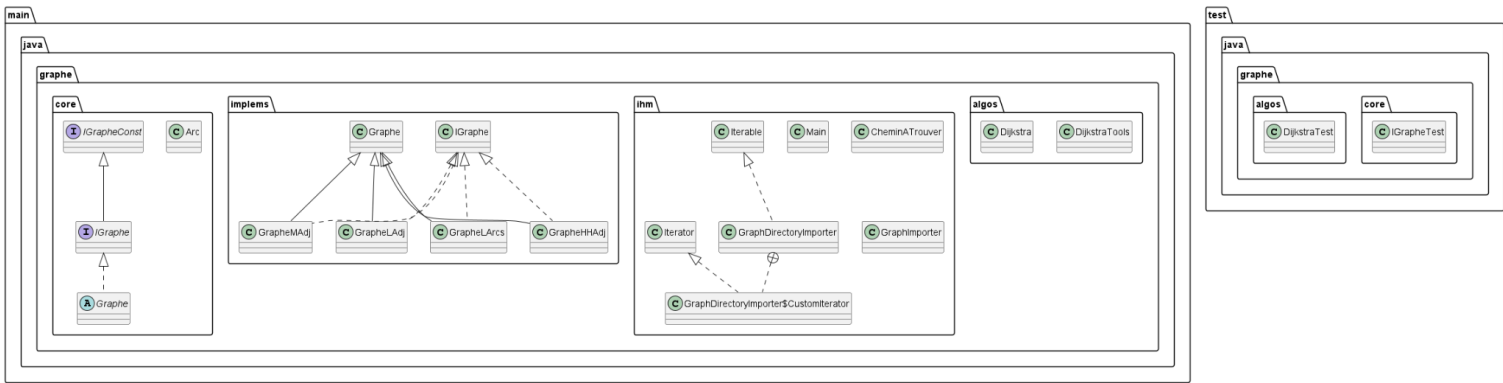 main
test
java
java
graphe
graphe
core
implems
ihm
algos
algos
core
I IGrapheConst
C Arc
C Graphe
C IGraphe
C Iterable
C Main
C CheminATrouver
C Dijkstra
C DijkstraTools
C DijkstraTest
C IGrapheTest
I IGraphe
C GrapheMAdj
C GrapheLAdj
C GrapheLArcs
C GrapheHHAdj
C Iterator
C GraphDirectoryImporter
C GraphImporter
A Graphe
C GraphDirectoryImporter$CustomIterator